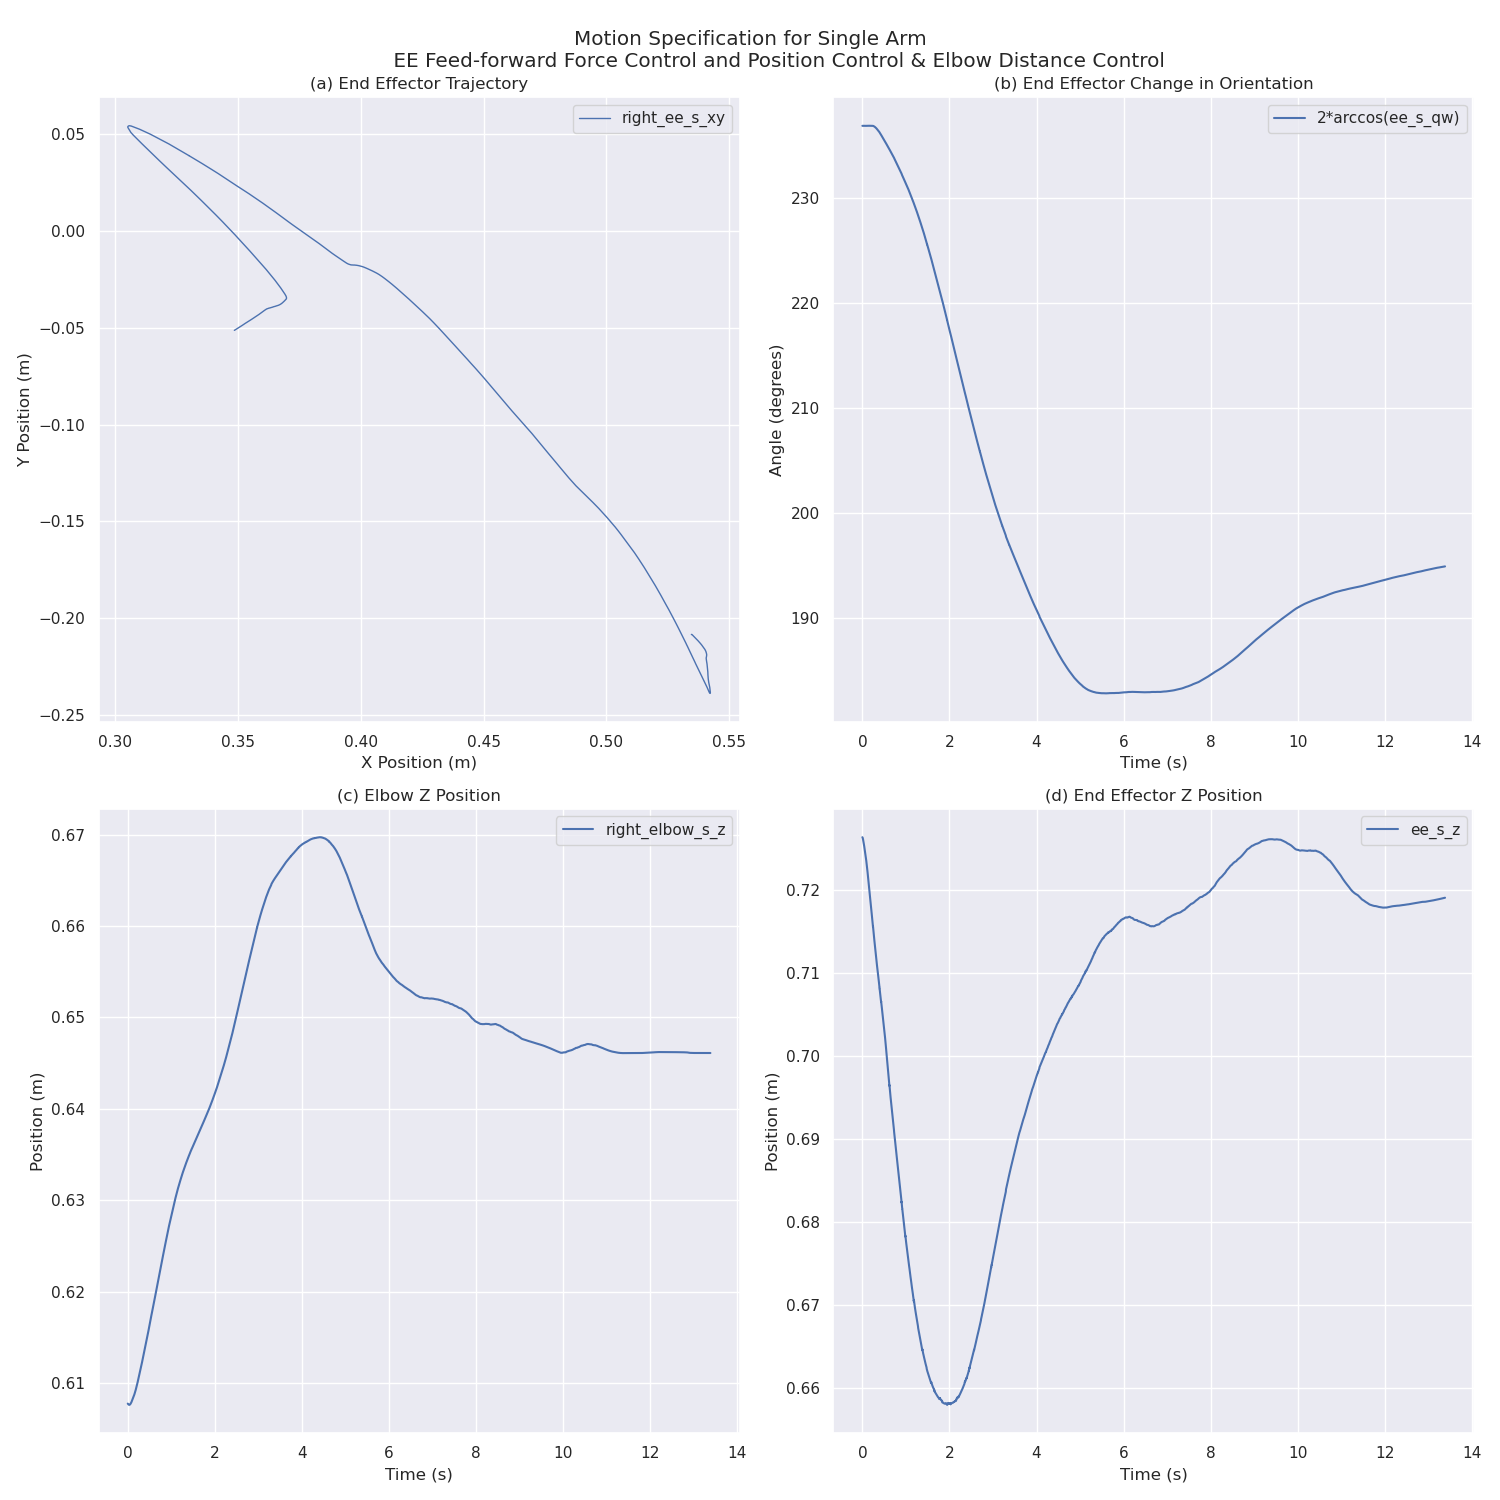 Motion Specification for Single Arm
EE Feed-forward Force Control and Position Control & Elbow Distance Control
(a) End Effector Trajectory
right_ee_s_xy
0.05
0.00
−0.05
−0.10
−0.15
−0.20
−0.25
Y Position (m)
0.30 0.35 0.40 0.45 0.50 0.55
X Position (m)
(b) End Effector Change in Orientation
2*arccos(ee_s_qw)
230
220
210
200
190
Angle (degrees)
0 2 4 6 8 10 12 14
Time (s)
(c) Elbow Z Position
right_elbow_s_z
0.67
0.66
0.65
0.64
0.63
0.62
0.61
Position (m)
0 2 4 6 8 10 12 14
Time (s)
(d) End Effector Z Position
ee_s_z
0.72
0.71
0.70
0.69
0.68
0.67
0.66
Position (m)
0 2 4 6 8 10 12 14
Time (s)